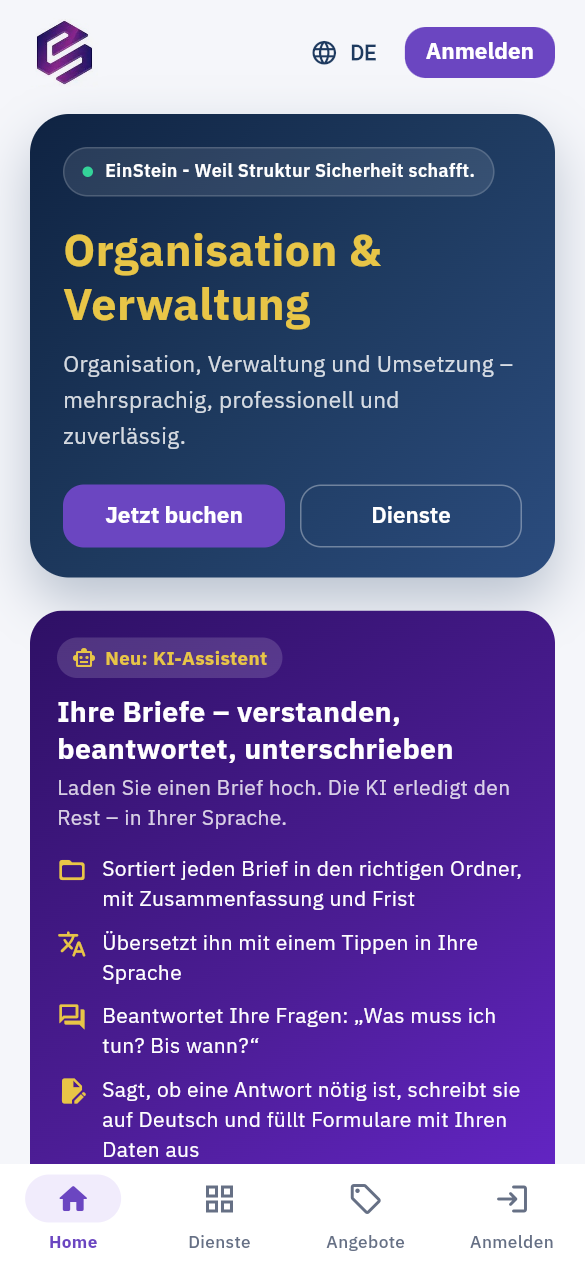 DE
Anmelden
EinStein - Weil Struktur Sicherheit schafft.
Organisation &
Verwaltung
Organisation, Verwaltung und Umsetzung –
mehrsprachig, professionell und
zuverlässig.
Jetzt buchen
Dienste
Neu: KI-Assistent
Ihre Briefe – verstanden,
beantwortet, unterschrieben
Laden Sie einen Brief hoch. Die KI erledigt den
Rest – in Ihrer Sprache.
Sortiert jeden Brief in den richtigen Ordner,
mit Zusammenfassung und Frist
Übersetzt ihn mit einem Tippen in Ihre
Sprache
Beantwortet Ihre Fragen: „Was muss ich
tun? Bis wann?“
Sagt, ob eine Antwort nötig ist, schreibt sie
auf Deutsch und füllt Formulare mit Ihren
Daten aus
Home
Dienste
Angebote
Anmelden